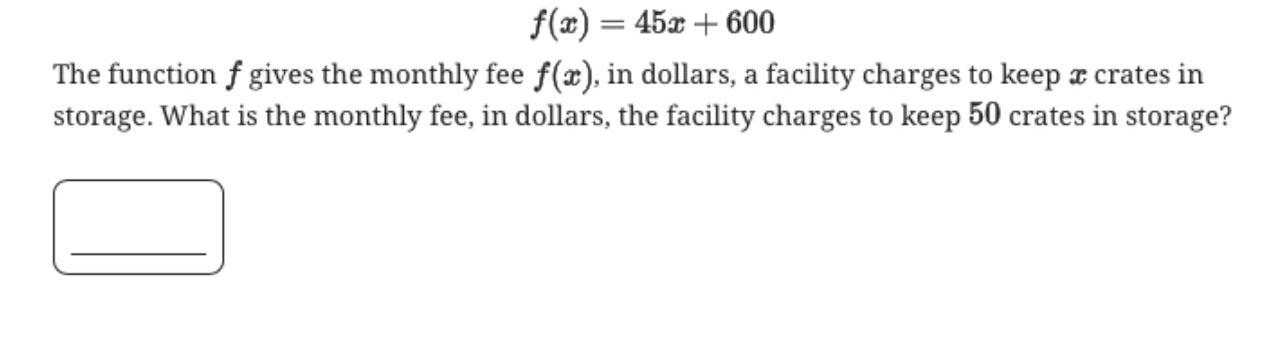 f(x) = 45x + 600
The function f gives the monthly fee f(x), in dollars, a facility charges to keep x crates in
storage. What is the monthly fee, in dollars, the facility charges to keep 50 crates in storage?